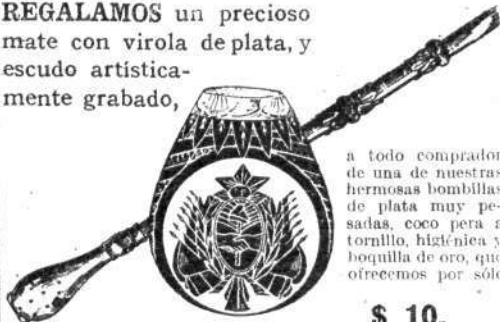 REGALAMOS un precioso
mate con virola de plata, y
escudo artística-
mente grabado,
a todo comprador
de una de nuestras
hermosas bombillas
de plata muy pe-
sadas, coco pera a
tornillo, higiénica y
boquilla de oro, que
ofrecemos por sólo
$ 10.